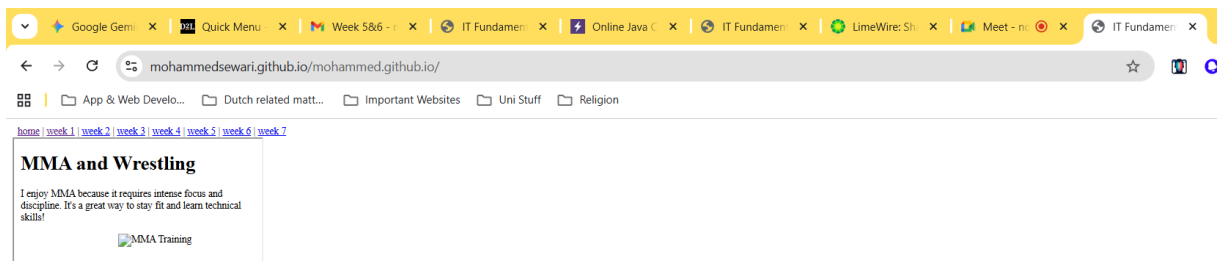 Google Gemi
D2L Quick Menu -
Week 5&6 - n
IT Fundamen
Online Java C
IT Fundamen
LimeWire: Sh
Meet - nc
IT Fundamen
mohammedsewari.github.io/mohammed.github.io/
App & Web Develo...
Dutch related matt...
Important Websites
Uni Stuff
Religion
home | week 1 | week 2 | week 3 | week 4 | week 5 | week 6 | week 7
MMA and Wrestling
I enjoy MMA because it requires intense focus and
discipline. It's a great way to stay fit and learn technical
skills!
MMA Training